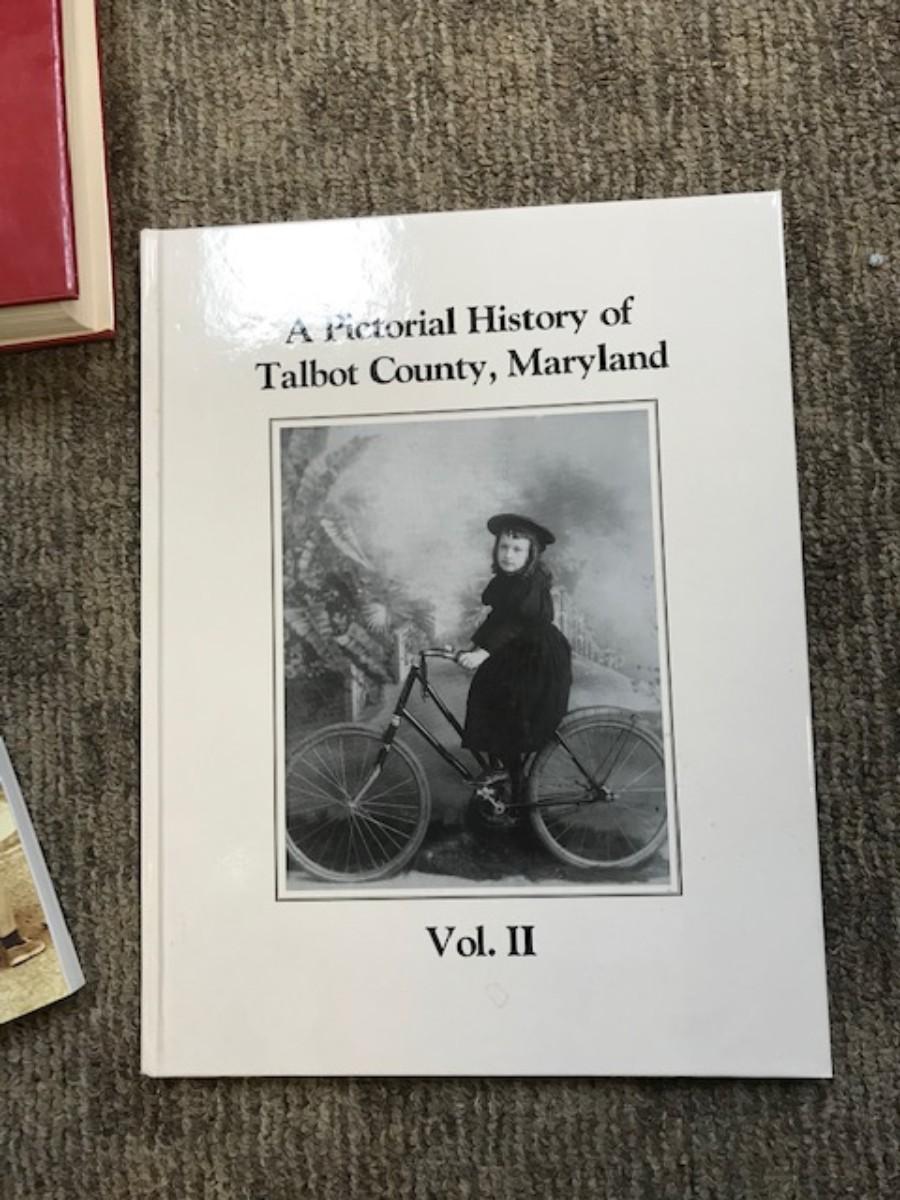 A Pictorial History of
Talbot County, Maryland
Vol. II